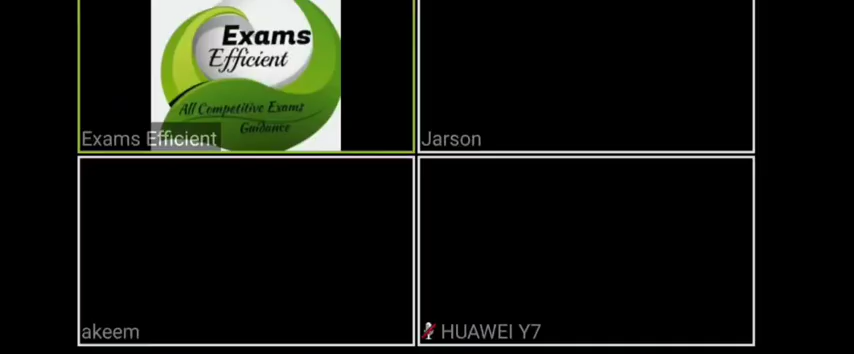 Exams
Efficient
All Competitive Exams
Guidance
Exams Efficient
Jarson
akeem
HUAWEI Y7